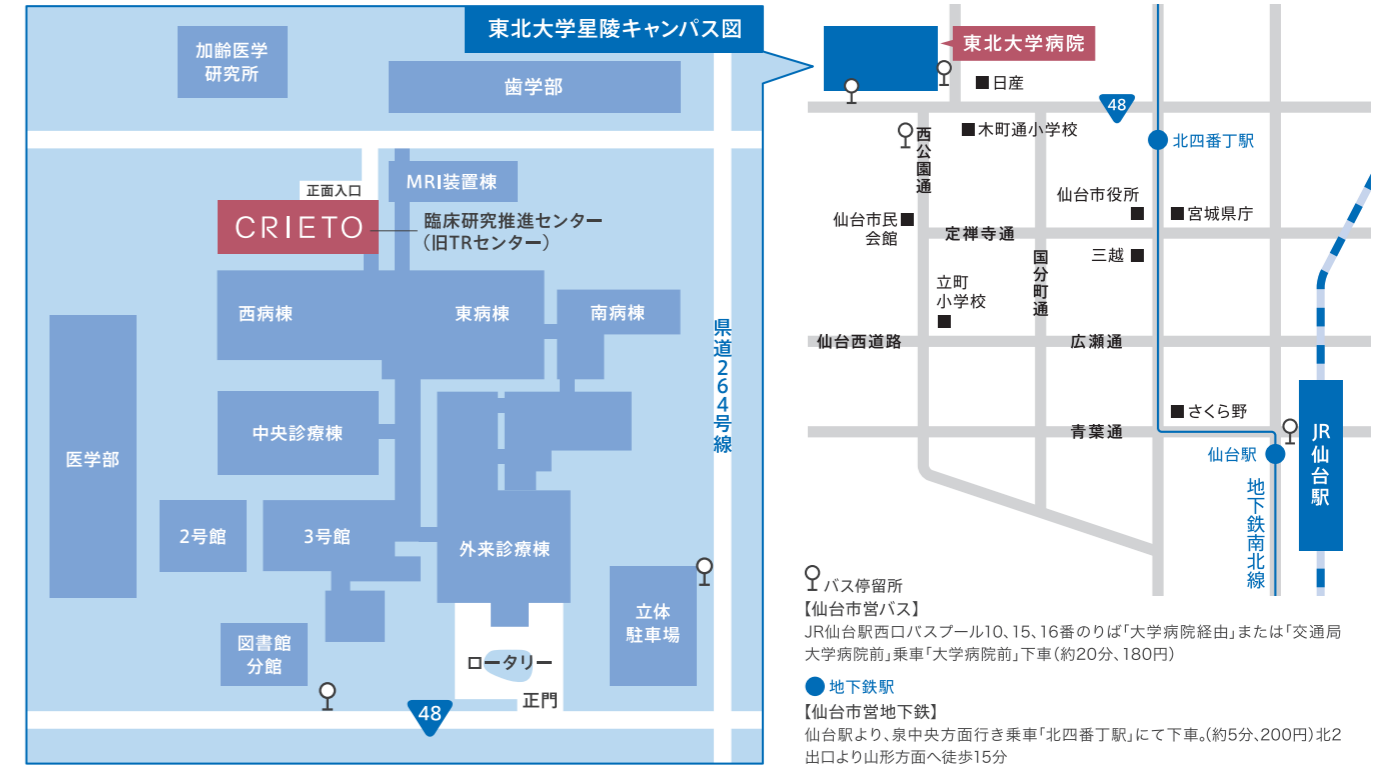 東北大学星陵キャンパス図
加齢医学
研究所
歯学部
MRI装置棟
正面入口
CRIETO
臨床研究推進センター
（旧TRセンター）
西病棟
東病棟
南病棟
県道264号線
中央診療棟
医学部
2号館
3号館
外来診療棟
立体
駐車場
図書館
分館
ロータリー
正門
48
東北大学病院
日産
48
木町通小学校
西公園通
北四番丁駅
仙台市役所
宮城県庁
仙台市民
会館
定禅寺通
三越
国分町通
立町
小学校
仙台西道路
広瀬通
さくら野
青葉通
仙台駅
JR仙台駅
地下鉄南北線
バス停留所
【仙台市営バス】
JR仙台駅西口バスプール10、15、16番のりば「大学病院経由」または「交通局
大学病院前」乗車「大学病院前」下車（約20分、180円）
地下鉄駅
【仙台市営地下鉄】
仙台駅より、泉中央方面行き乗車「北四番丁駅」にて下車。（約5分、200円）北2
出口より山形方面へ徒歩15分